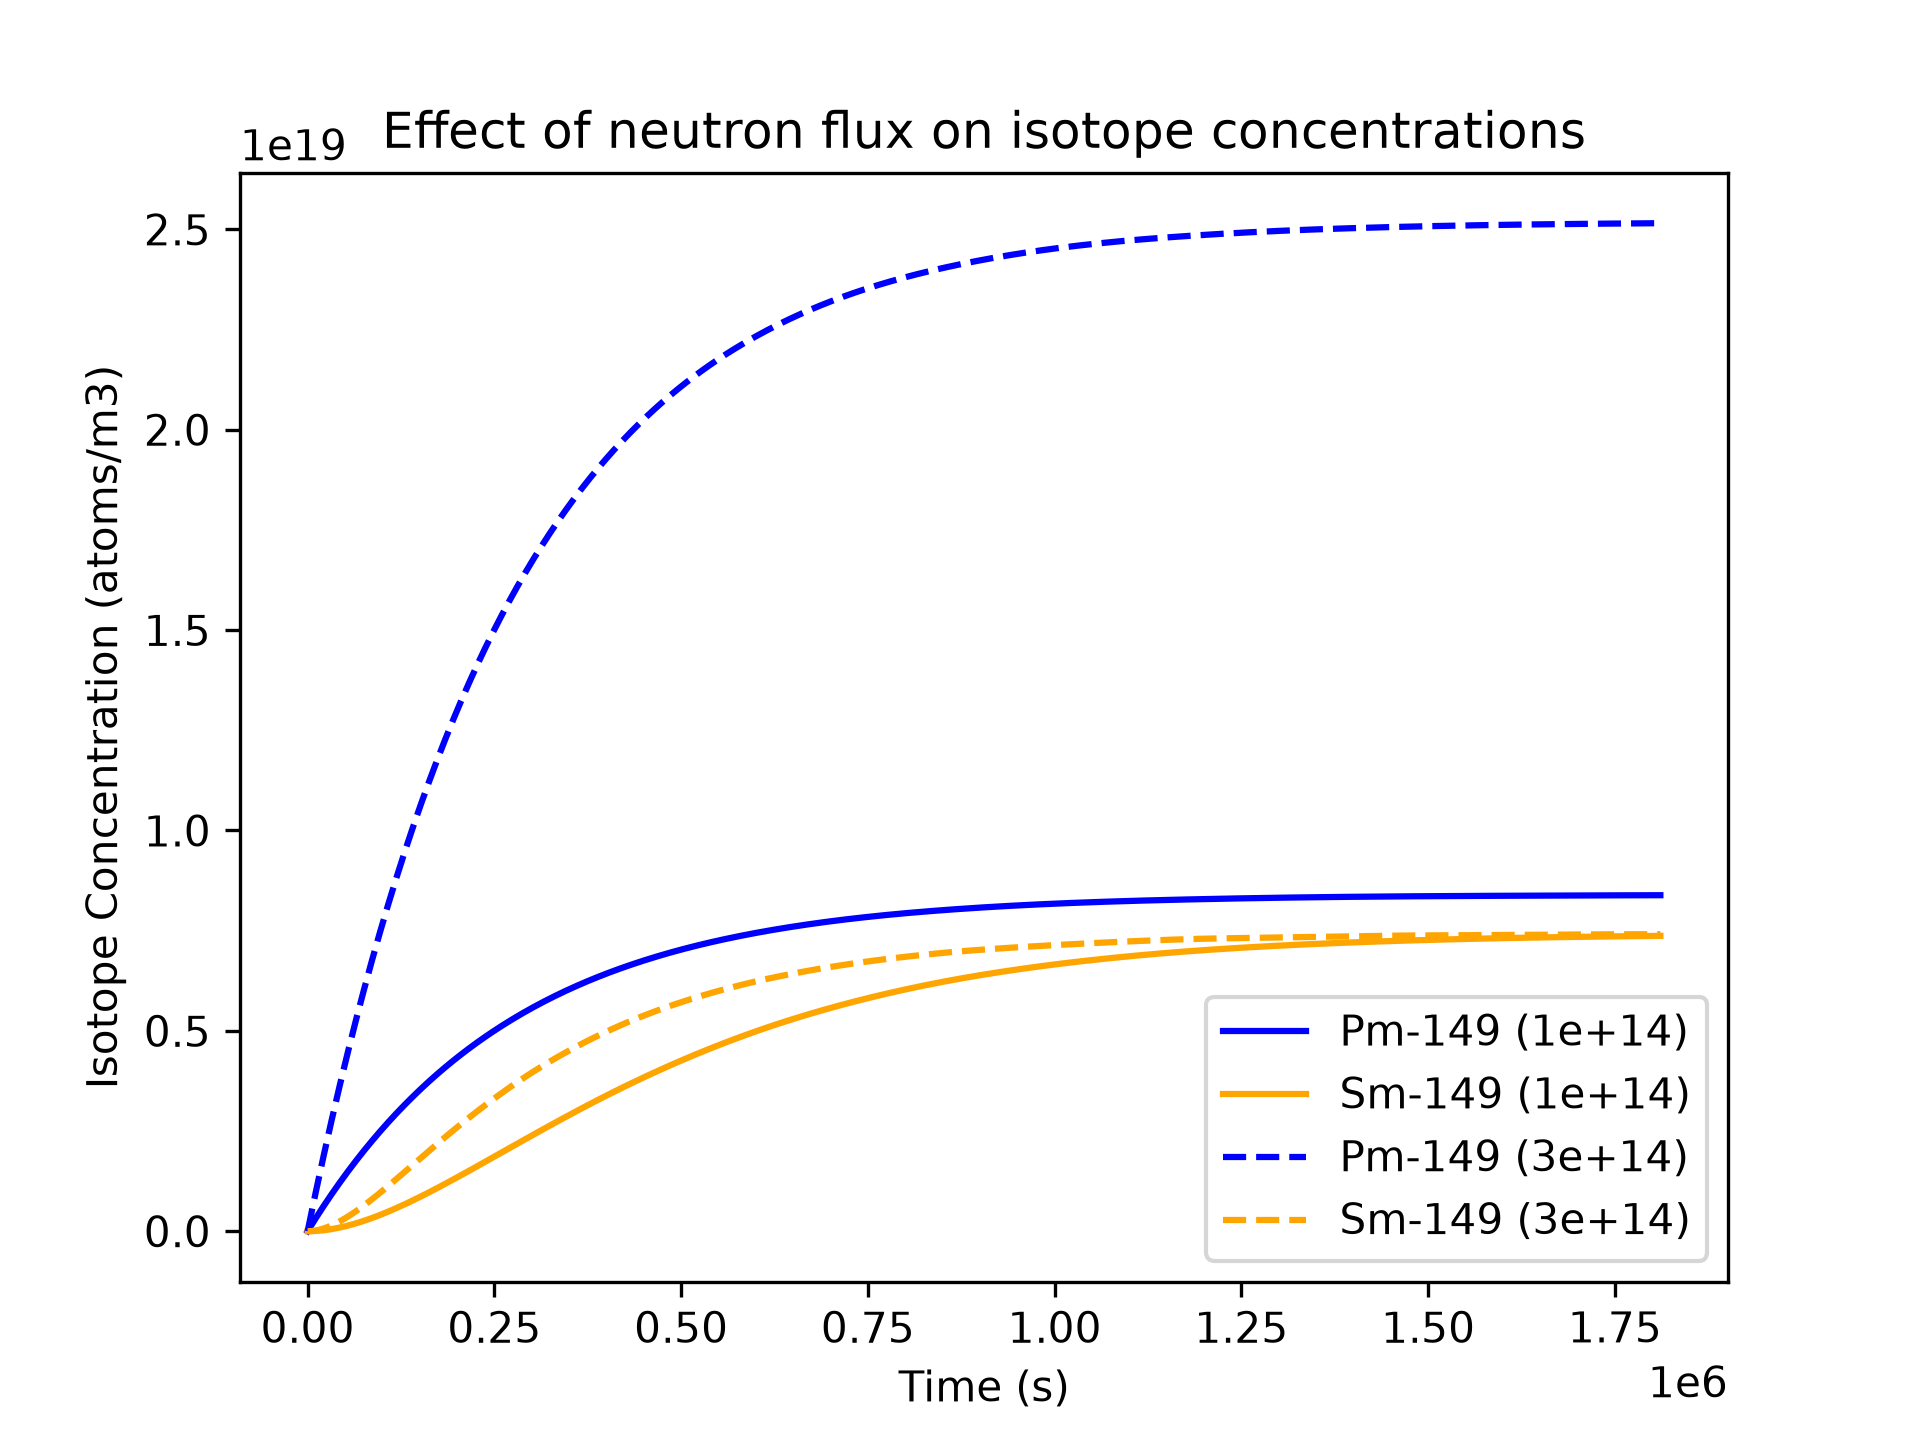 Effect of neutron flux on isotope concentrations
1e19
2.5
2.0
1.5
1.0
0.5
0.0
Isotope Concentration (atoms/m3)
Pm-149 (1e+14)
Sm-149 (1e+14)
Pm-149 (3e+14)
Sm-149 (3e+14)
0.00 0.25 0.50 0.75 1.00 1.25 1.50 1.75
1e6
Time (s)